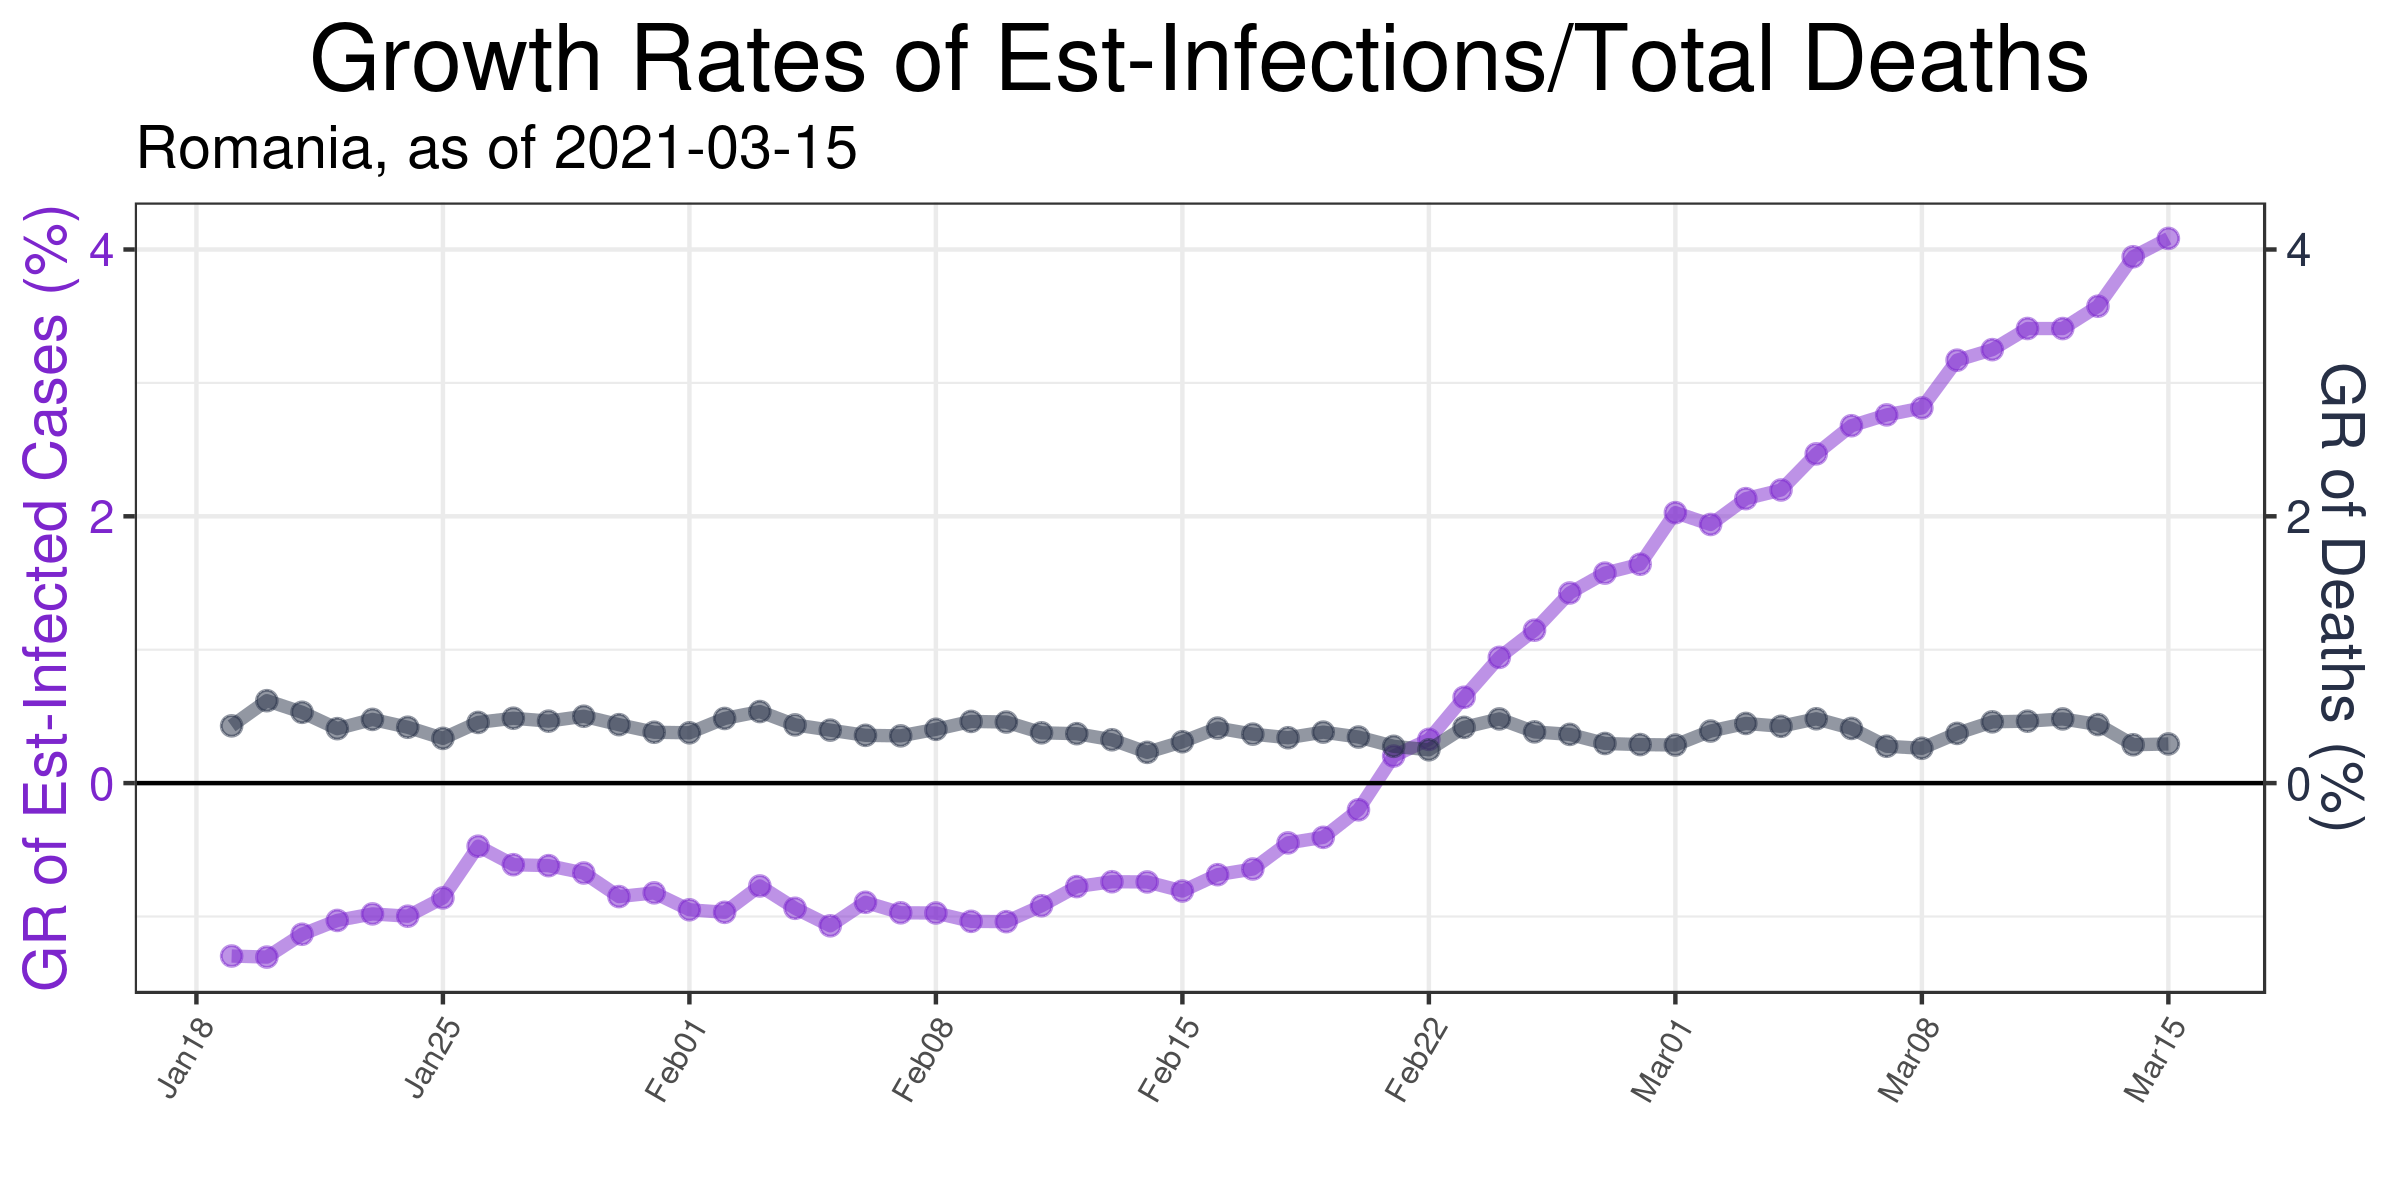 Growth Rates of Est-Infections/Total Deaths
Romania, as of 2021-03-15
GR of Est-Infected Cases (%)
4
2
0
4
2
0
GR of Deaths (%)
Jan18
Jan25
Feb01
Feb08
Feb15
Feb22
Mar01
Mar08
Mar15